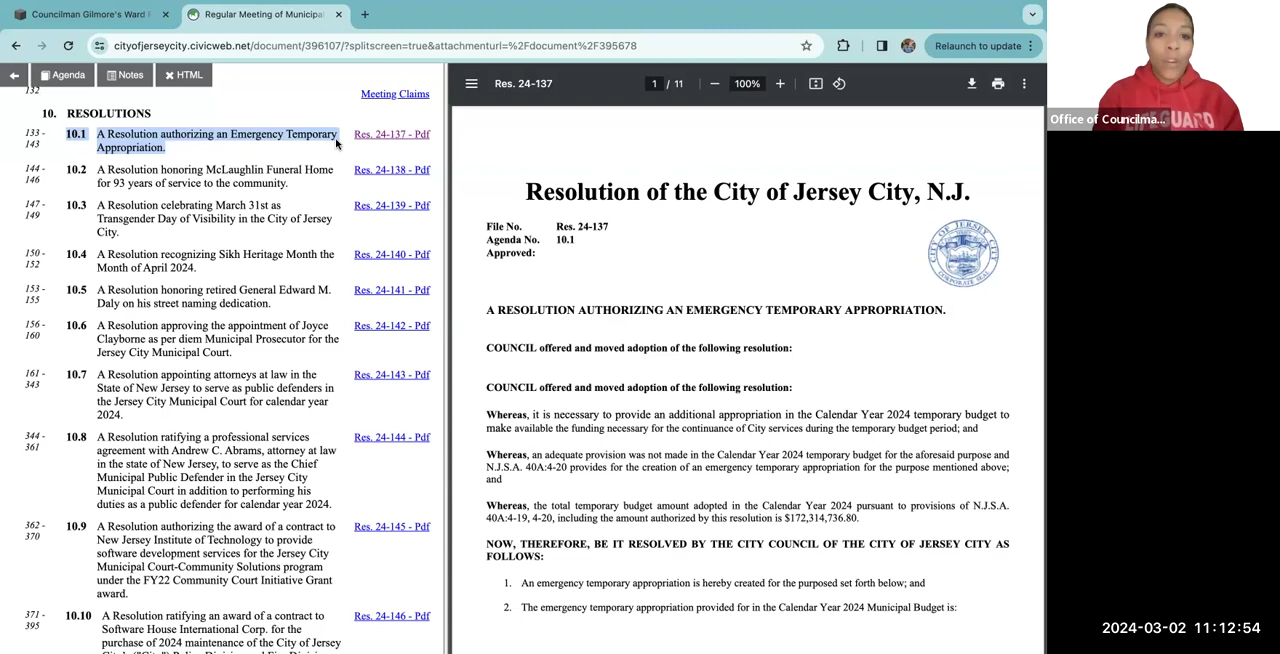 Councilman Gilmore's Ward F
Regular Meeting of Municipal
cityofjerseycity.civicweb.net/document/396107/?splitscreen=true&attachmenturl=%2Fdocument%2F395678
Relaunch to update
Agenda
Notes
HTML
Res. 24-137
1 / 11
100%
132
Meeting Claims
10. RESOLUTIONS
133 - 10.1 A Resolution authorizing an Emergency Temporary Res. 24-137 - Pdf
143 Appropriation.
144 - 10.2 A Resolution honoring McLaughlin Funeral Home Res. 24-138 - Pdf
146 for 93 years of service to the community.
147 - 10.3 A Resolution celebrating March 31st as Res. 24-139 - Pdf
149 Transgender Day of Visibility in the City of Jersey
City.
150 - 10.4 A Resolution recognizing Sikh Heritage Month the Res. 24-140 - Pdf
152 Month of April 2024.
153 - 10.5 A Resolution honoring retired General Edward M. Res. 24-141 - Pdf
155 Daly on his street naming dedication.
156 - 10.6 A Resolution approving the appointment of Joyce Res. 24-142 - Pdf
160 Clayborne as per diem Municipal Prosecutor for the
Jersey City Municipal Court.
161 - 10.7 A Resolution appointing attorneys at law in the Res. 24-143 - Pdf
343 State of New Jersey to serve as public defenders in
the Jersey City Municipal Court for calendar year
2024.
344 - 10.8 A Resolution ratifying a professional services Res. 24-144 - Pdf
361 agreement with Andrew C. Abrams, attorney at law
in the state of New Jersey, to serve as the Chief
Municipal Public Defender in the Jersey City
Municipal Court in addition to performing his
duties as a public defender for calendar year 2024.
362 - 10.9 A Resolution authorizing the award of a contract to Res. 24-145 - Pdf
370 New Jersey Institute of Technology to provide
software development services for the Jersey City
Municipal Court-Community Solutions program
under the FY22 Community Court Initiative Grant
award.
371 - 10.10 A Resolution ratifying an award of a contract to Res. 24-146 - Pdf
395 Software House International Corp. for the
purchase of 2024 maintenance of the City of Jersey
Resolution of the City of Jersey City, N.J.
File No. Res. 24-137
Agenda No. 10.1
Approved:
CITY OF JERSEY CITY
CORPORATE SEAL
A RESOLUTION AUTHORIZING AN EMERGENCY TEMPORARY APPROPRIATION.
COUNCIL offered and moved adoption of the following resolution:
COUNCIL offered and moved adoption of the following resolution:
Whereas, it is necessary to provide an additional appropriation in the Calendar Year 2024 temporary budget to
make available the funding necessary for the continuance of City services during the temporary budget period; and
Whereas, an adequate provision was not made in the Calendar Year 2024 temporary budget for the aforesaid purpose and
N.J.S.A. 40A:4-20 provides for the creation of an emergency temporary appropriation for the purpose mentioned above;
and
Whereas, the total temporary budget amount adopted in the Calendar Year 2024 pursuant to provisions of N.J.S.A.
40A:4-19, 4-20, including the amount authorized by this resolution is $172,314,736.80.
NOW, THEREFORE, BE IT RESOLVED BY THE CITY COUNCIL OF THE CITY OF JERSEY CITY AS
FOLLOWS:
1. An emergency temporary appropriation is hereby created for the purposed set forth below; and
2. The emergency temporary appropriation provided for in the Calendar Year 2024 Municipal Budget is:
LIFEGUARD
Office of Councilma...
2024-03-02 11:12:54